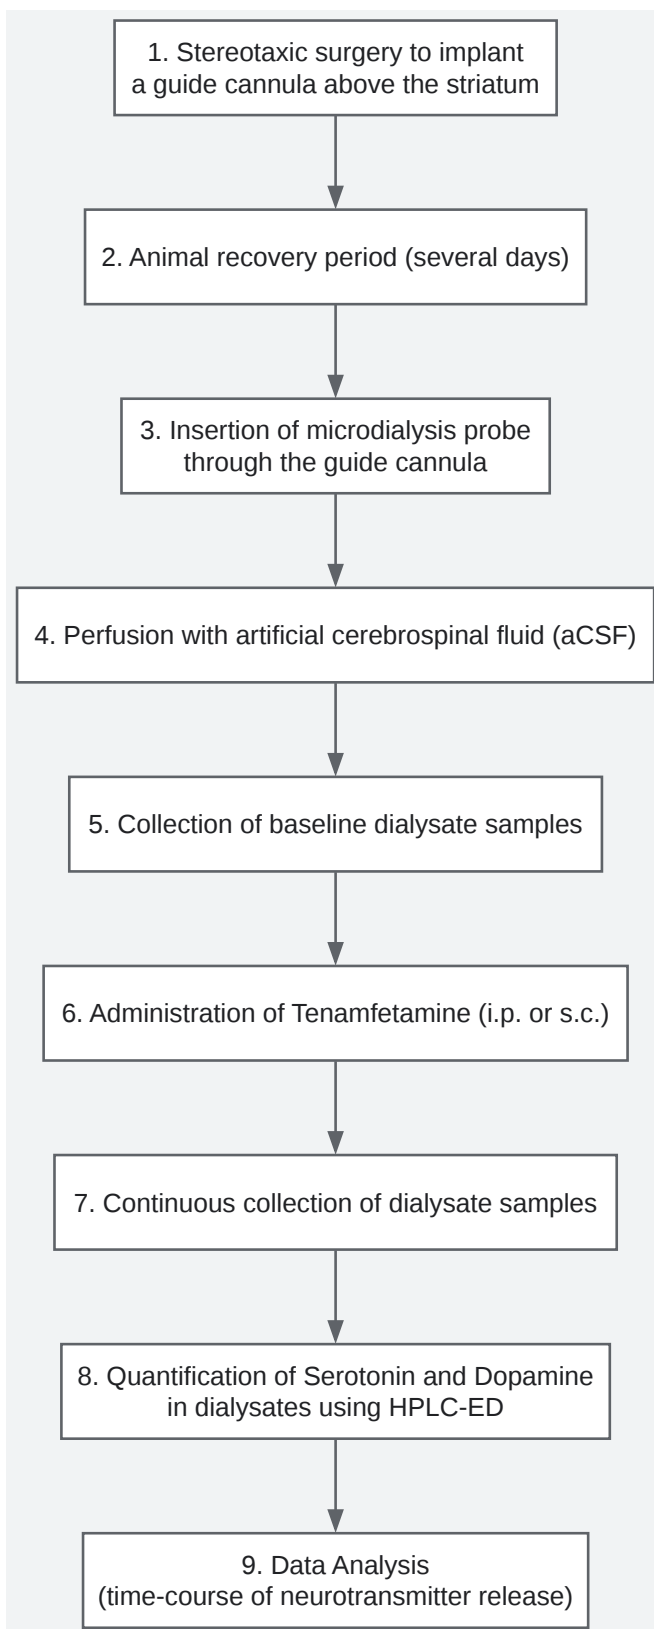 1. Stereotaxic surgery to implant
a guide cannula above the striatum
2. Animal recovery period (several days)
3. Insertion of microdialysis probe
through the guide cannula
4. Perfusion with artificial cerebrospinal fluid (aCSF)
5. Collection of baseline dialysate samples
6. Administration of Tenamfetamine (i.p. or s.c.)
7. Continuous collection of dialysate samples
8. Quantification of Serotonin and Dopamine
in dialysates using HPLC-ED
9. Data Analysis
(time-course of neurotransmitter release)